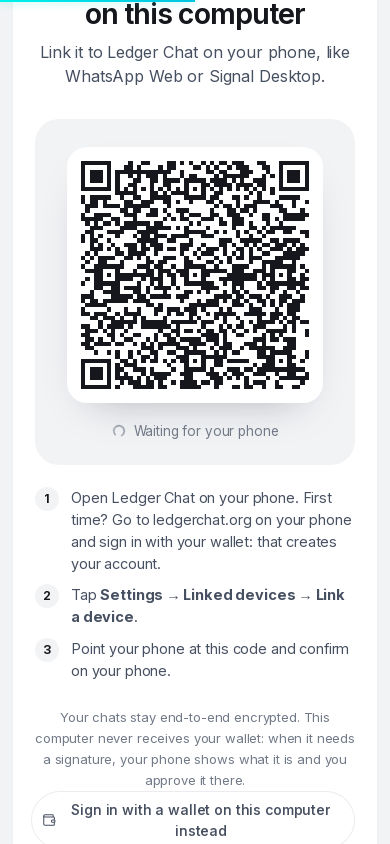 on this computer
Link it to Ledger Chat on your phone, like
WhatsApp Web or Signal Desktop.
Waiting for your phone
1 Open Ledger Chat on your phone. First
time? Go to ledgerchat.org on your phone
and sign in with your wallet: that creates
your account.
2 Tap Settings → Linked devices → Link
a device.
3 Point your phone at this code and confirm
on your phone.
Your chats stay end-to-end encrypted. This
computer never receives your wallet: when it needs
a signature, your phone shows what it is and you
approve it there.
Sign in with a wallet on this computer
instead